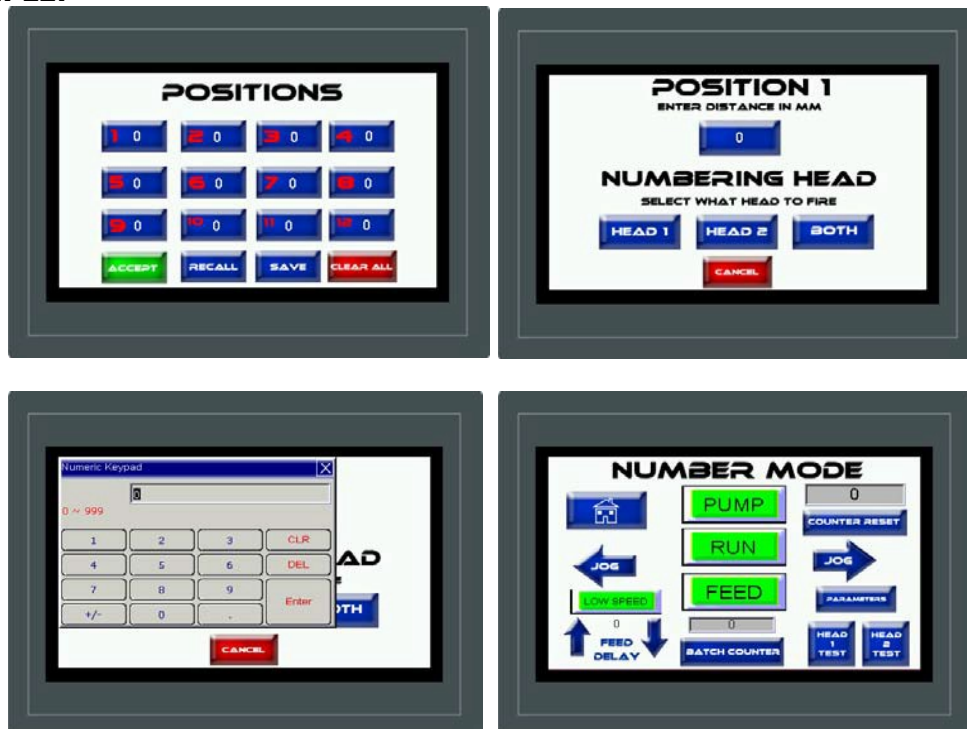 POSITIONS
1 0 2 0 3 0 4 0
5 0 6 0 7 0 8 0
9 0 10 0 11 0 12 0
ACCEPT RECALL SAVE CLEAR ALL
POSITION 1
ENTER DISTANCE IN MM
0
NUMBERING HEAD
SELECT WHAT HEAD TO FIRE
HEAD 1 HEAD 2 BOTH
CANCEL
Numeric Keypad X
0
0 ~ 999
1 2 3 CLR
4 5 6 DEL
7 8 9 Enter
+/- 0 .
AD
TH
CANCEL
NUMBER MODE
PUMP
0
COUNTER RESET
RUN
JOG
JOG
FEED
LOW SPEED
PARAMETERS
0
0
FEED DELAY
BATCH COUNTER
HEAD 1 TEST
HEAD 2 TEST